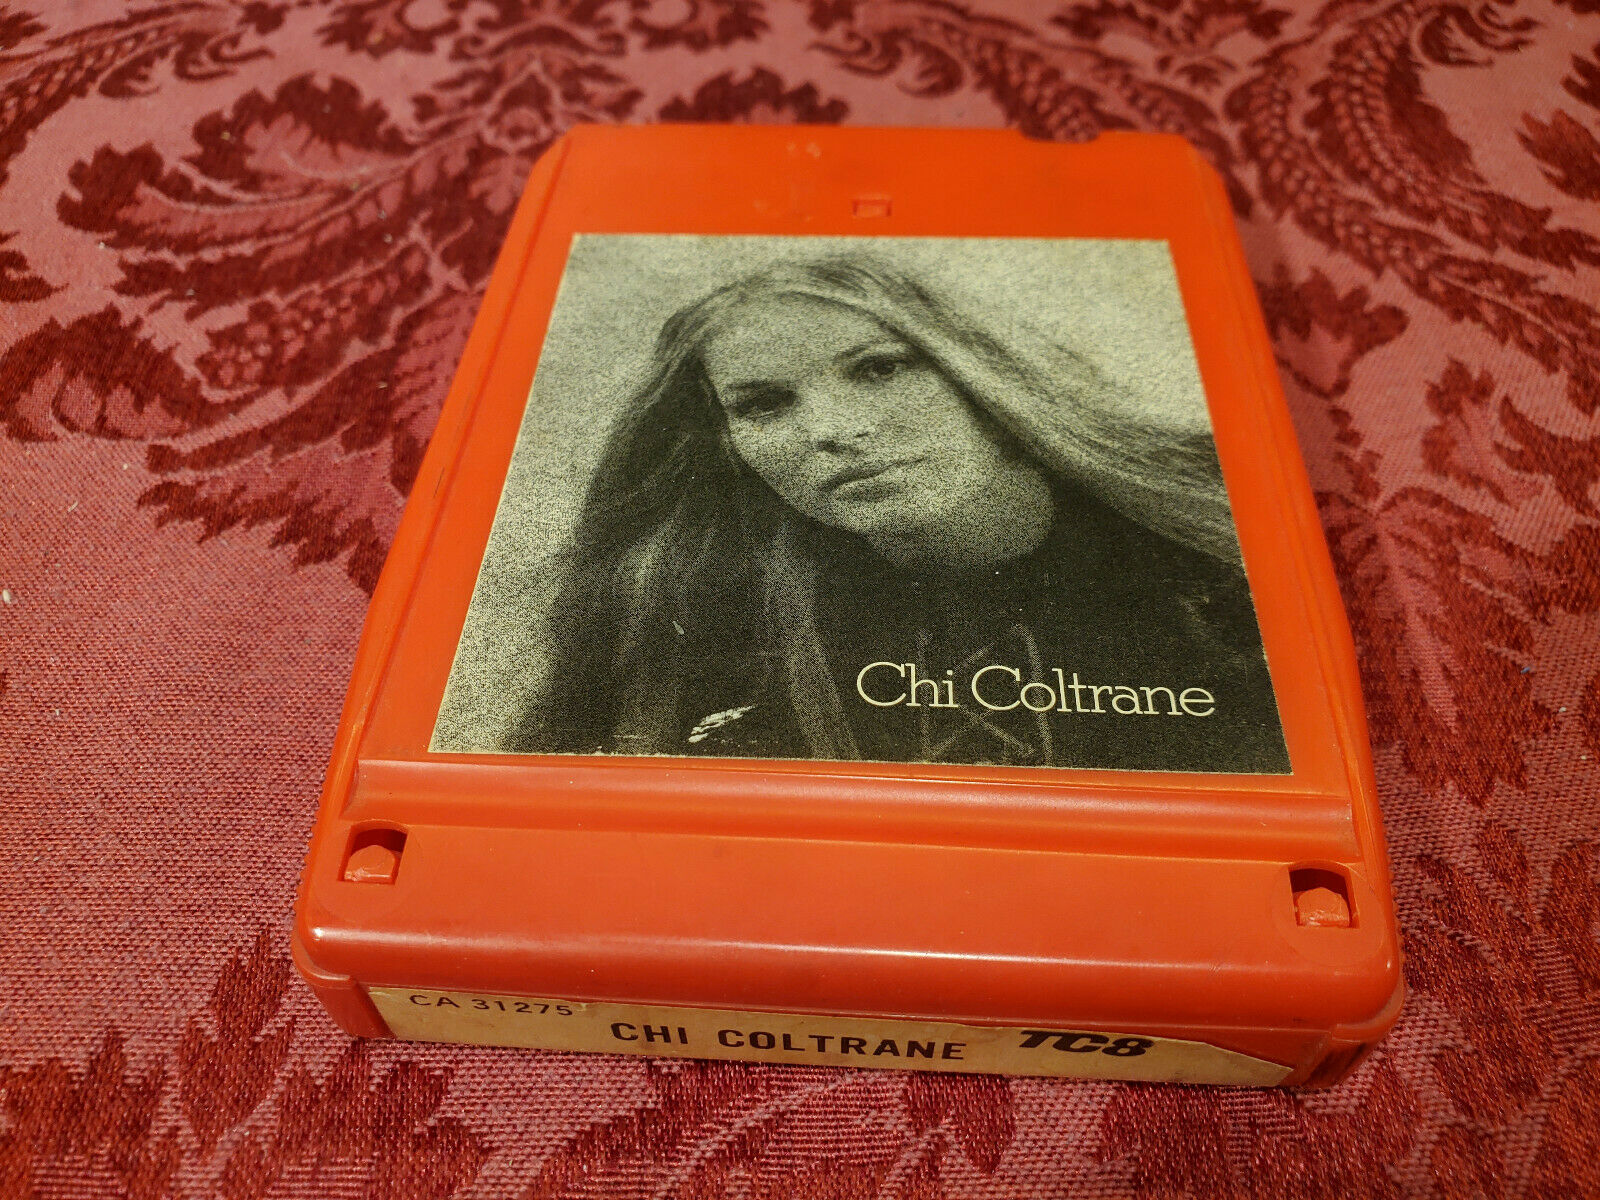 Chi Coltrane
CA 31275
CHI COLTRANE
TC8